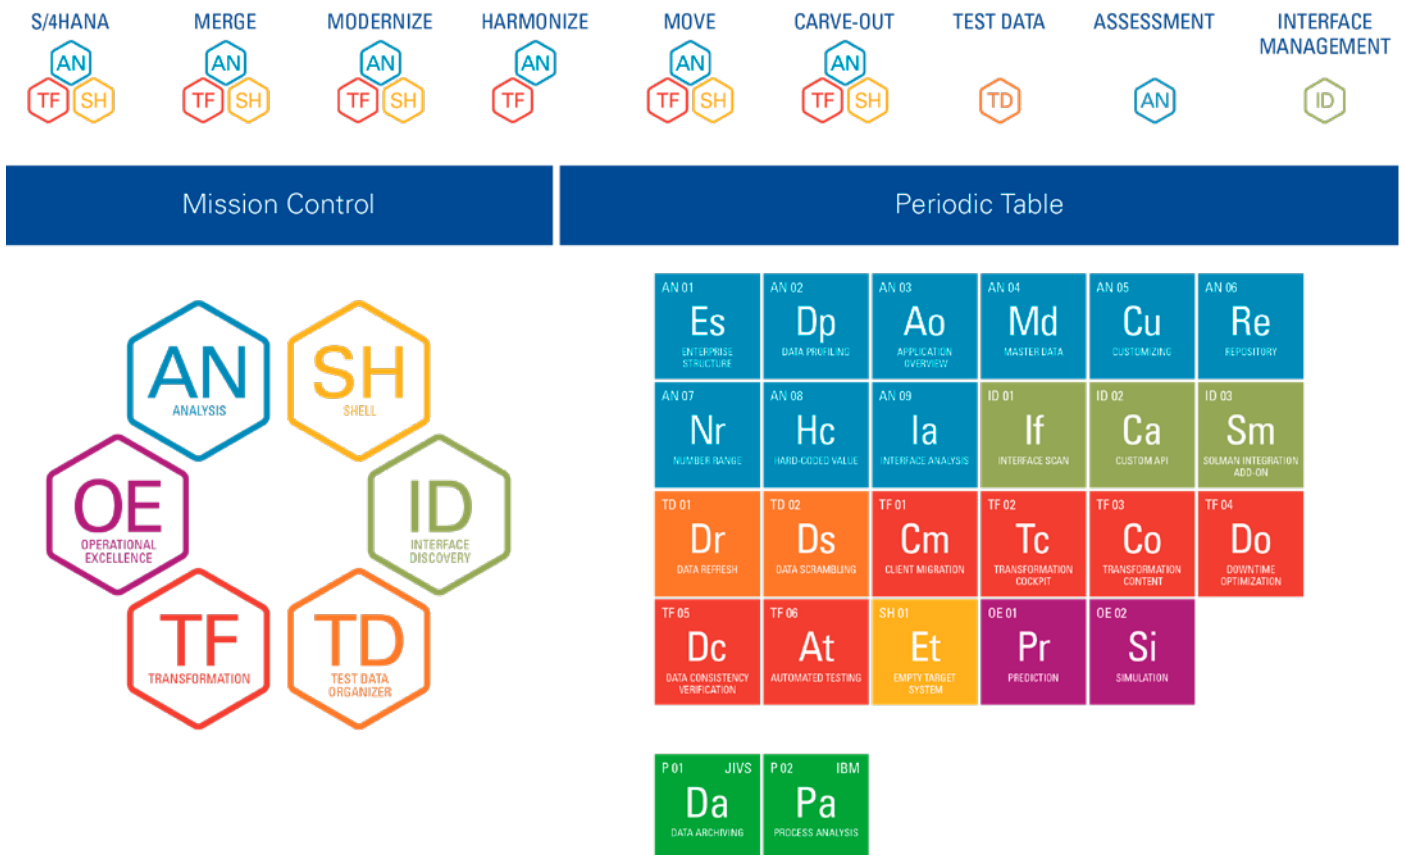 S/4HANA
MERGE
MODERNIZE
HARMONIZE
MOVE
CARVE-OUT
TEST DATA
ASSESSMENT
INTERFACE
MANAGEMENT
AN
TF SH
AN
TF SH
AN
TF SH
AN
TF
AN
TF SH
AN
TF SH
TD
AN
ID
Mission Control
Periodic Table
AN
ANALYSIS
SH
SHELL
OE
OPERATIONAL
EXCELLENCE
ID
INTERFACE
DISCOVERY
TF
TRANSFORMATION
TD
TEST DATA
ORGANIZER
AN 01
Es
ENTERPRISE
STRUCTURE
AN 02
Dp
DATA PROFILING
AN 03
Ao
APPLICATION
OVERVIEW
AN 04
Md
MASTER DATA
AN 05
Cu
CUSTOMIZING
AN 06
Re
REPOSITORY
AN 07
Nr
NUMBER RANGE
AN 08
Hc
HARD-CODED VALUE
AN 09
Ia
INTERFACE ANALYSIS
ID 01
If
INTERFACE SCAN
ID 02
Ca
CUSTOM API
ID 03
Sm
SOLMAN INTEGRATION
ADD-ON
TD 01
Dr
DATA REFRESH
TD 02
Ds
DATA SCRAMBLING
TF 01
Cm
CLIENT MIGRATION
TF 02
Tc
TRANSFORMATION
COCKPIT
TF 03
Co
TRANSFORMATION
CONTENT
TF 04
Do
DOWNTIME
OPTIMIZATION
TF 05
Dc
DATA CONSISTENCY
VERIFICATION
TF 06
At
AUTOMATED TESTING
SH 01
Et
EMPTY TARGET
SYSTEM
OE 01
Pr
PREDICTION
OE 02
Si
SIMULATION
P 01 JIVS
Da
DATA ARCHIVING
P 02 IBM
Pa
PROCESS ANALYSIS